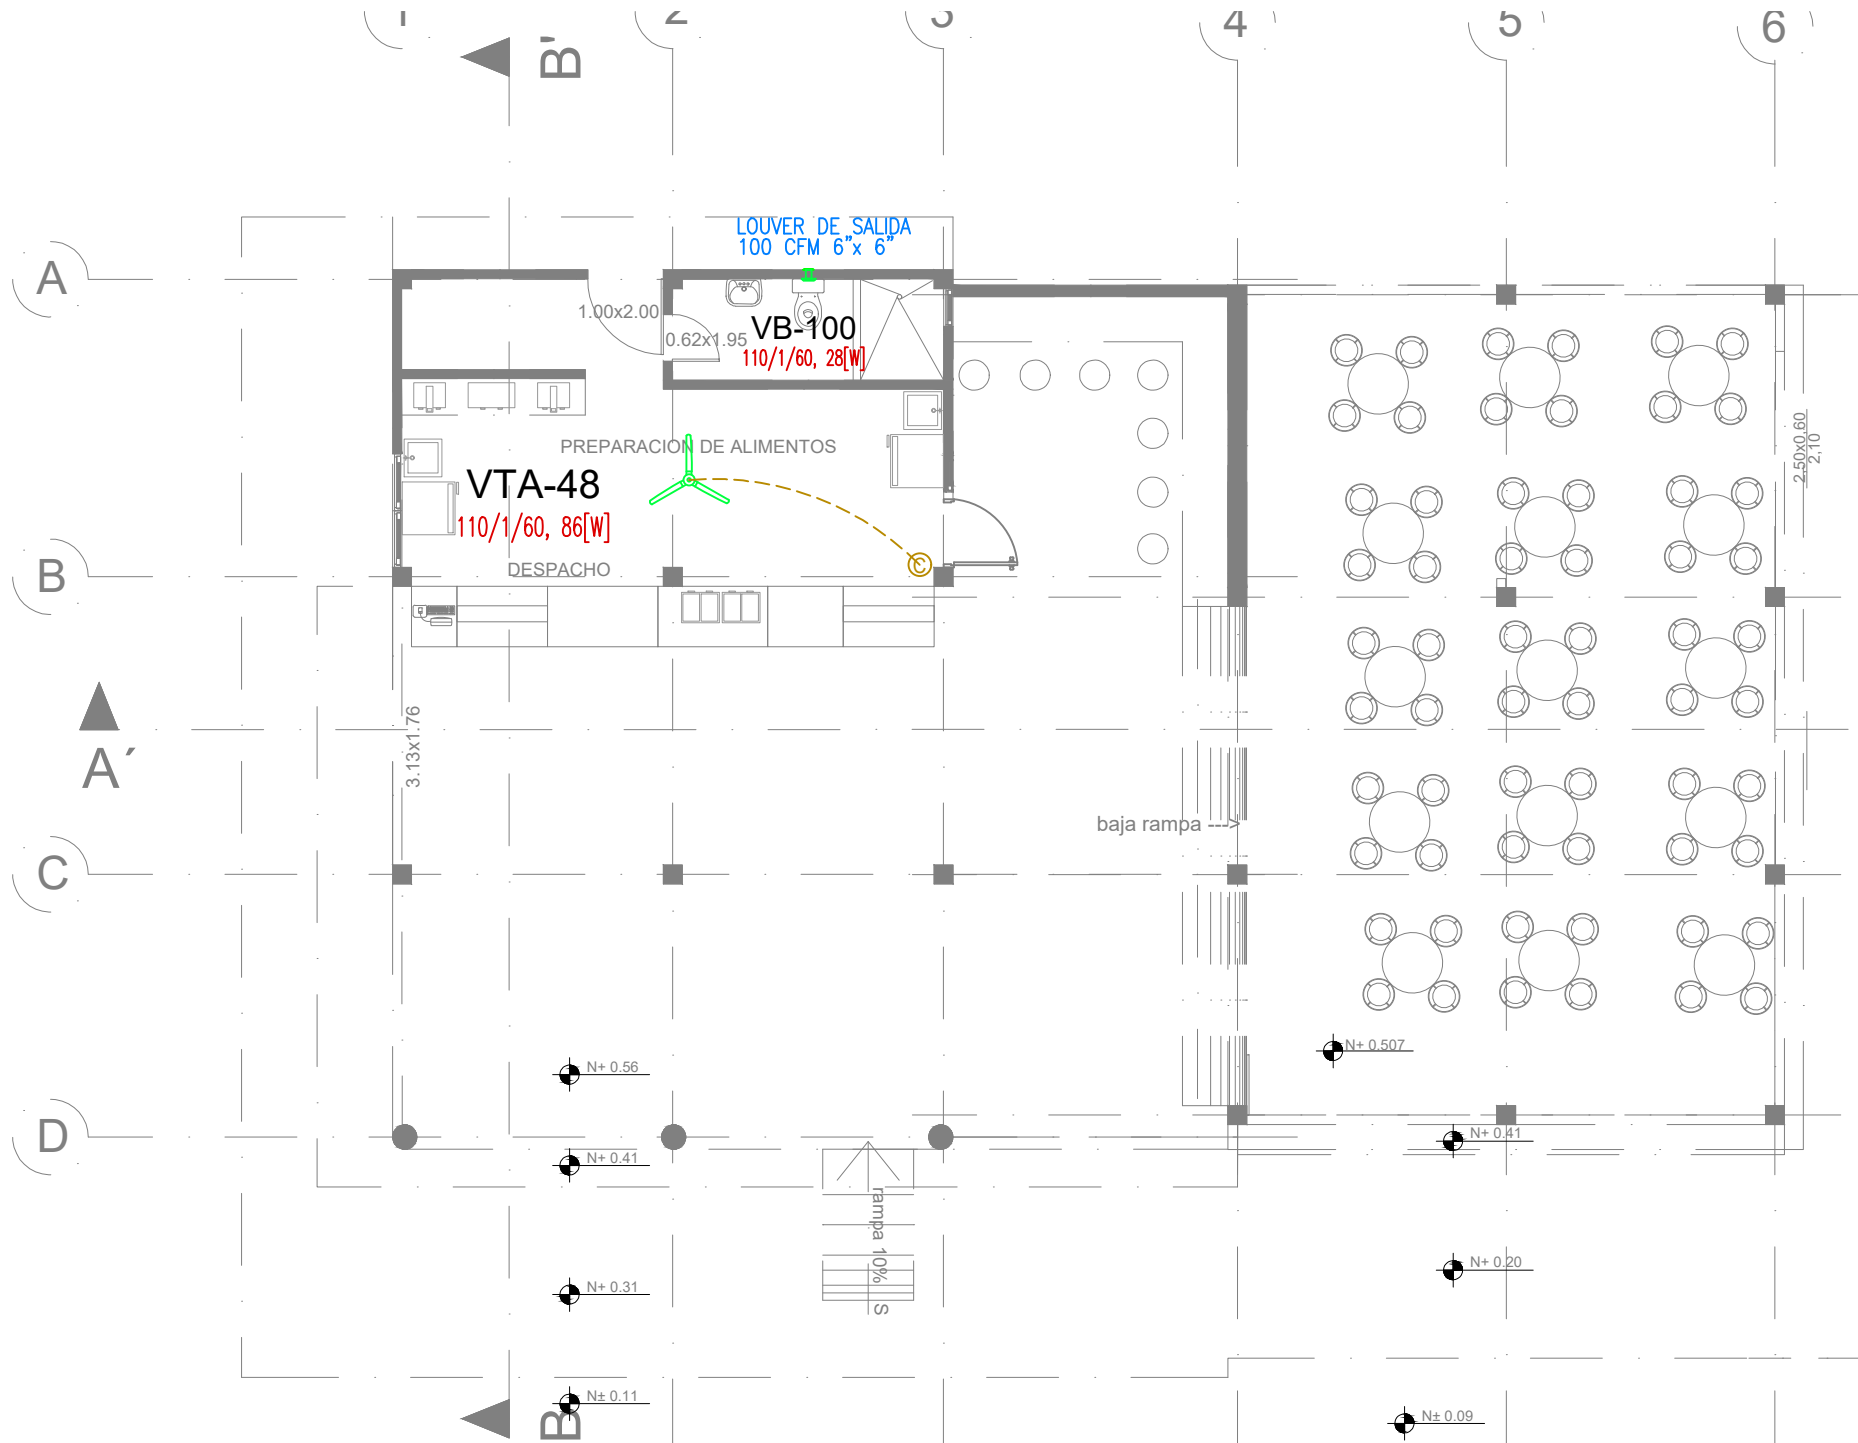 1
2
3
4
5
6
B'
LOUVER DE SALIDA
100 CFM 6"x 6"
A
1.00x2.00
0.62x1.95
VB-100
110/1/60, 28[W]
PREPARACION DE ALIMENTOS
2,50x0,60
2,10
VTA-48
110/1/60, 86[W]
DESPACHO
C
B
3.13x1.76
A´
baja rampa --->
C
N+ 0.507
N+ 0.56
D
N+ 0.41
N+ 0.41
rampa 10%
S
N+ 0.20
N+ 0.31
N± 0.11
B
N± 0.09